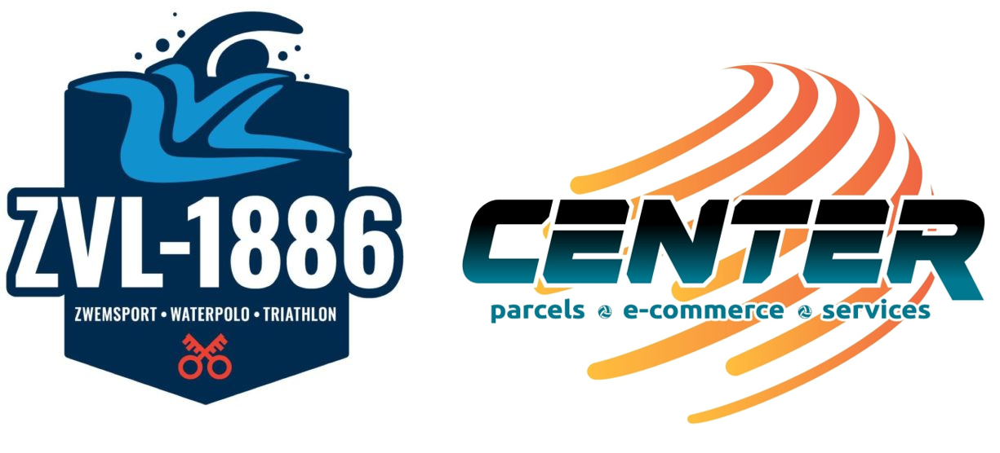 ZVL-1886
ZWEMSPORT • WATERPOLO • TRIATHLON
CENTER
parcels e-commerce services